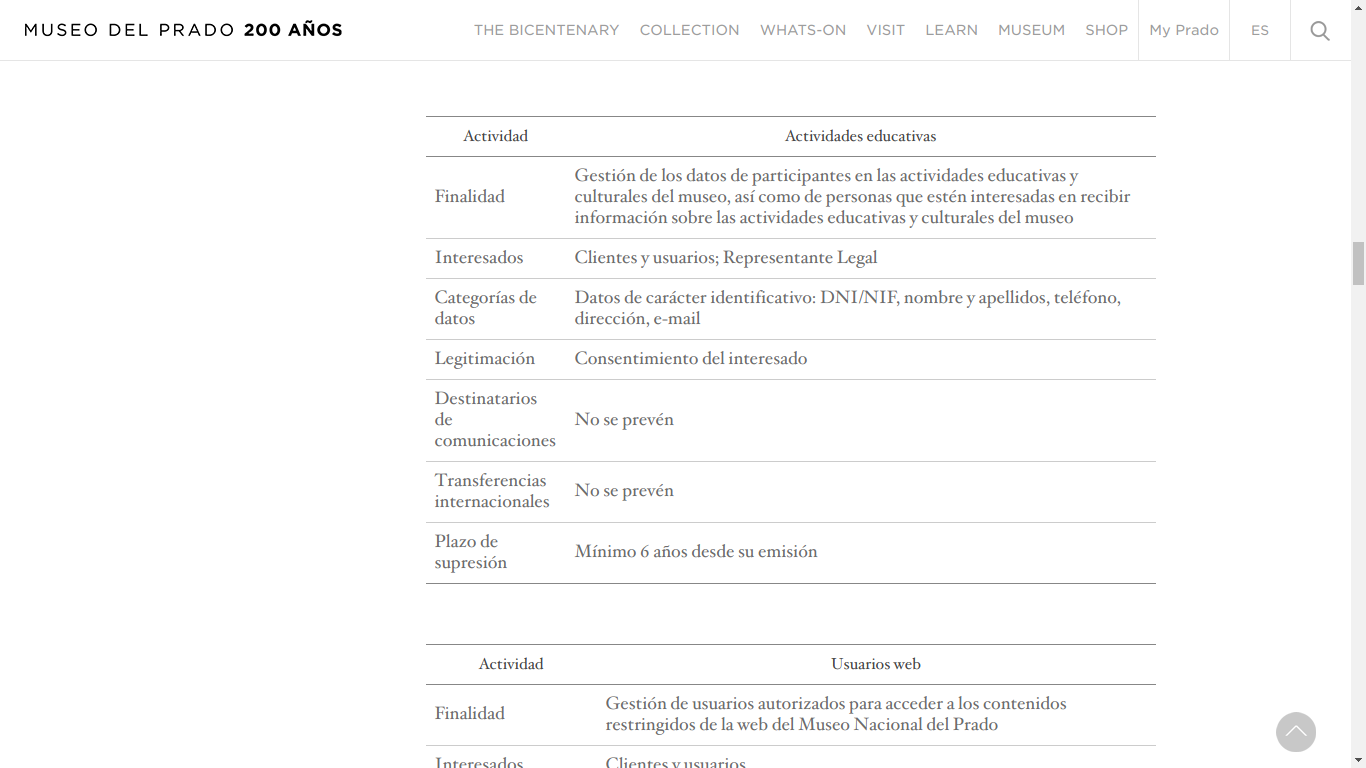 MUSEO DEL PRADO 200 AÑOS
THE BICENTENARY COLLECTION WHATS-ON VISIT LEARN MUSEUM SHOP My Prado ES
Actividad Actividades educativas
Finalidad
Gestión de los datos de participantes en las actividades educativas y
culturales del museo, así como de personas que estén interesadas en recibir
información sobre las actividades educativas y culturales del museo
Interesados Clientes y usuarios; Representante Legal
Categorías de
datos
Datos de carácter identificativo: DNI/NIF, nombre y apellidos, teléfono,
dirección, e-mail
Legitimación Consentimiento del interesado
Destinatarios
de
comunicaciones
No se prevén
Transferencias
internacionales
No se prevén
Plazo de
supresión
Mínimo 6 años desde su emisión
Actividad Usuarios web
Finalidad
Gestión de usuarios autorizados para acceder a los contenidos
restringidos de la web del Museo Nacional del Prado
Interesados Clientes y usuarios